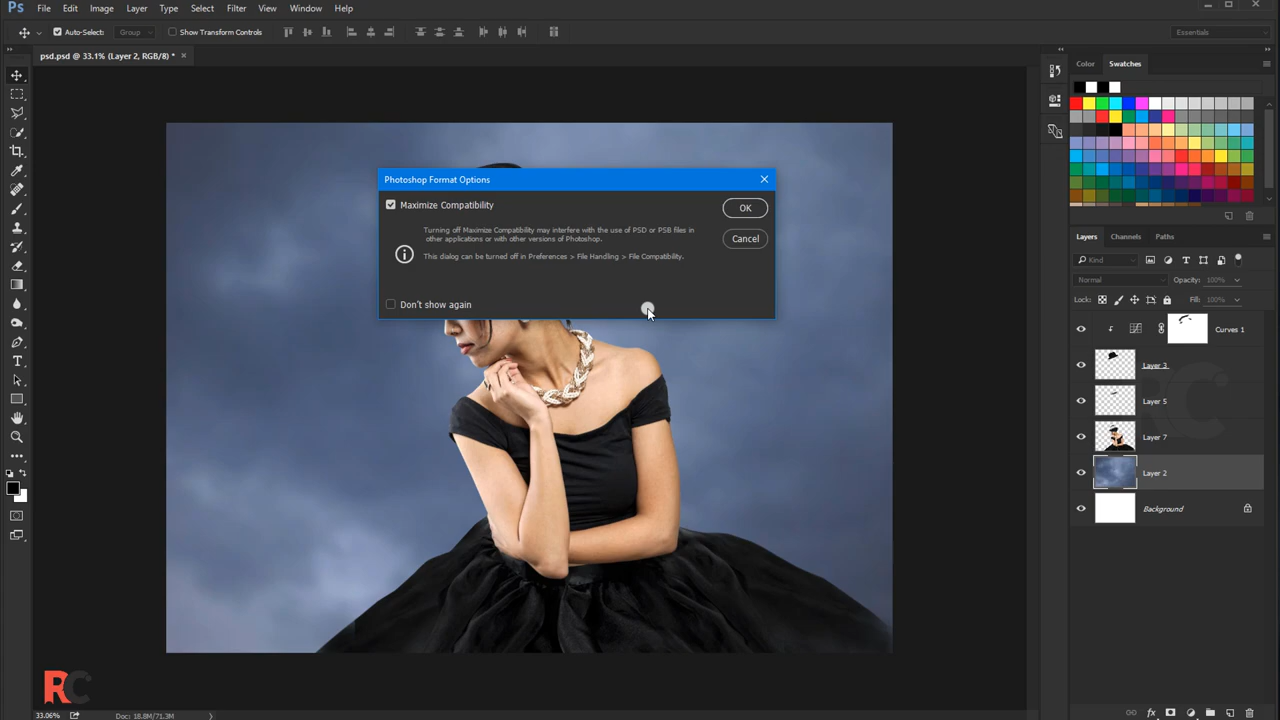 Ps File Edit Image Layer Type Select Filter View Window Help
Auto-Select: Group Show Transform Controls Essentials
psd.psd @ 33.1% (Layer 2, RGB/8) *
Color Swatches
Photoshop Format Options
Maximize Compatibility
OK
Turning off Maximize Compatibility may interfere with the use of PSD or PSB files in
other applications or with other versions of Photoshop.
Cancel
This dialog can be turned off in Preferences > File Handling > File Compatibility.
Don't show again
Layers Channels Paths
Kind
Normal Opacity: 100%
Lock: Fill: 100%
Curves 1
Layer 3
Layer 5
Layer 7
Layer 2
Background
RC
RC
33.06% Doc: 18.8M/71.3M